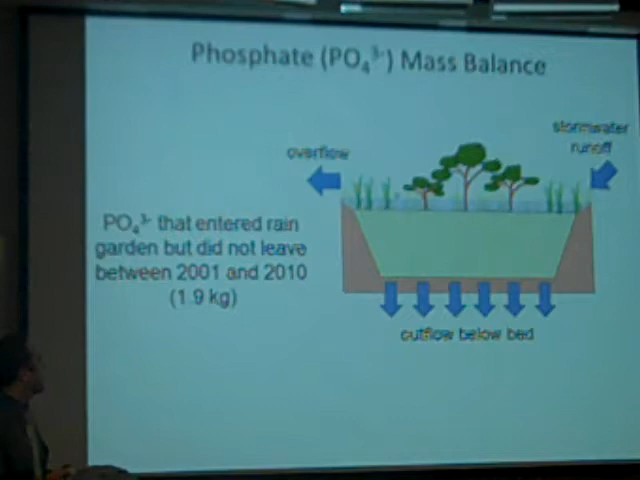 Phosphate (PO₄³⁻) Mass Balance
stormwater
runoff
overflow
PO₄³⁻ that entered rain
garden but did not leave
between 2001 and 2010
(1.9 kg)
outflow below bed